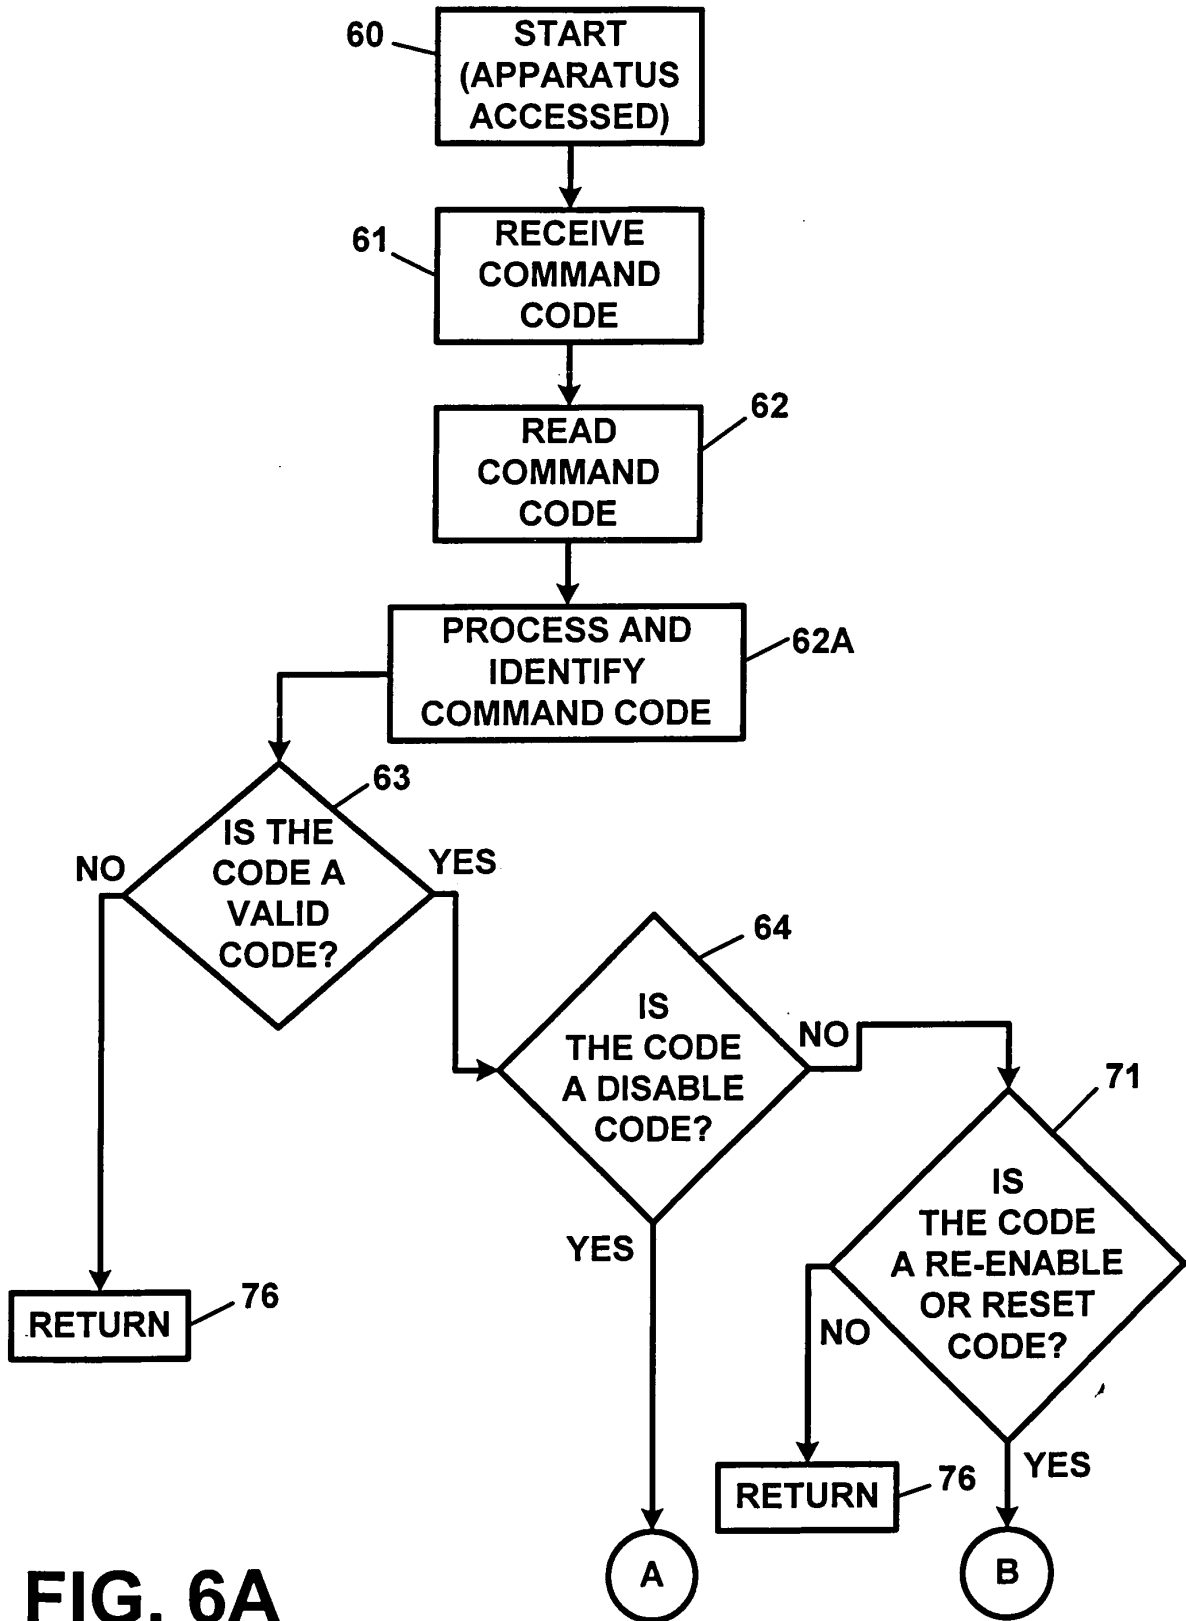 60
START
(APPARATUS
ACCESSED)
61
RECEIVE
COMMAND
CODE
62
READ
COMMAND
CODE
62A
PROCESS AND
IDENTIFY
COMMAND CODE
63
IS THE
CODE A
VALID
CODE?
NO
YES
64
IS
THE CODE
A DISABLE
CODE?
NO
YES
71
IS
THE CODE
A RE-ENABLE
OR RESET
CODE?
NO
YES
RETURN
76
RETURN
76
A
B
FIG. 6A